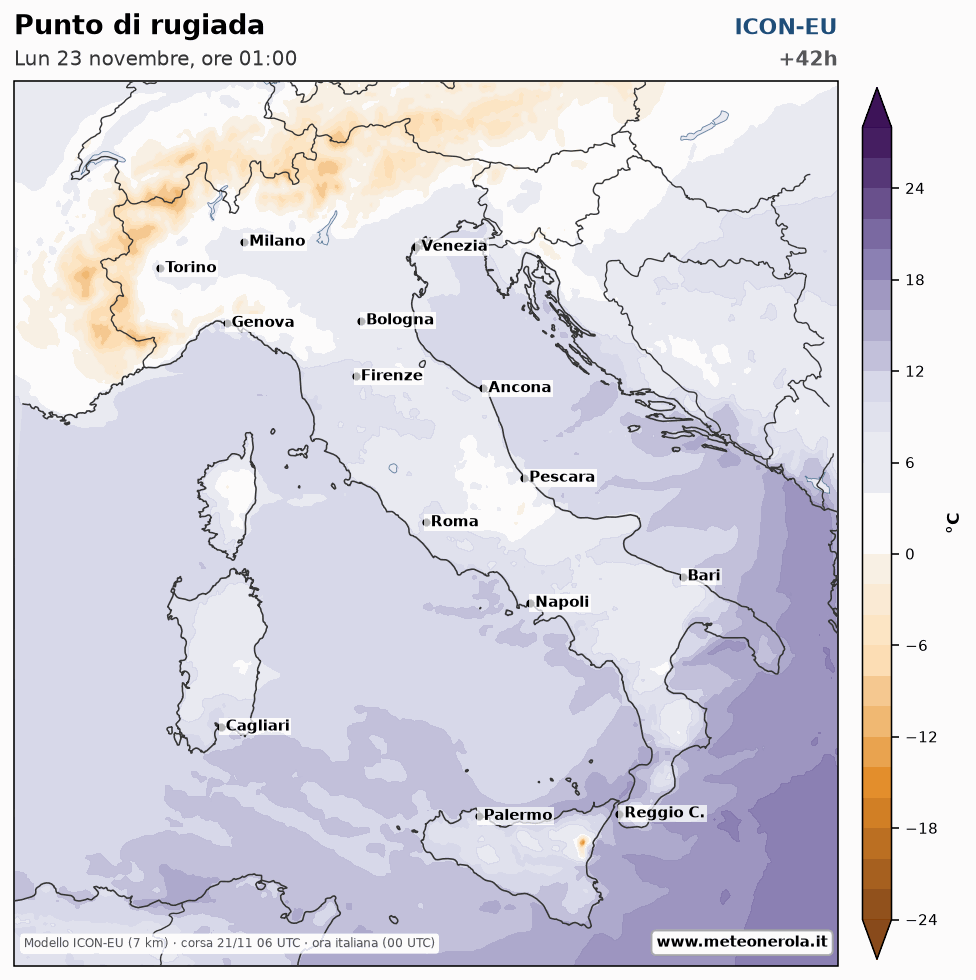 Punto di rugiada
ICON-EU
Lun 23 novembre, ore 01:00
+42h
Milano
Venezia
Torino
Genova
Bologna
Firenze
Ancona
Pescara
Roma
Bari
Napoli
Cagliari
Palermo
Reggio C.
24
18
12
6
0
−6
−12
−18
−24
°C
Modello ICON-EU (7 km) · corsa 21/11 06 UTC · ora italiana (00 UTC)
www.meteonerola.it